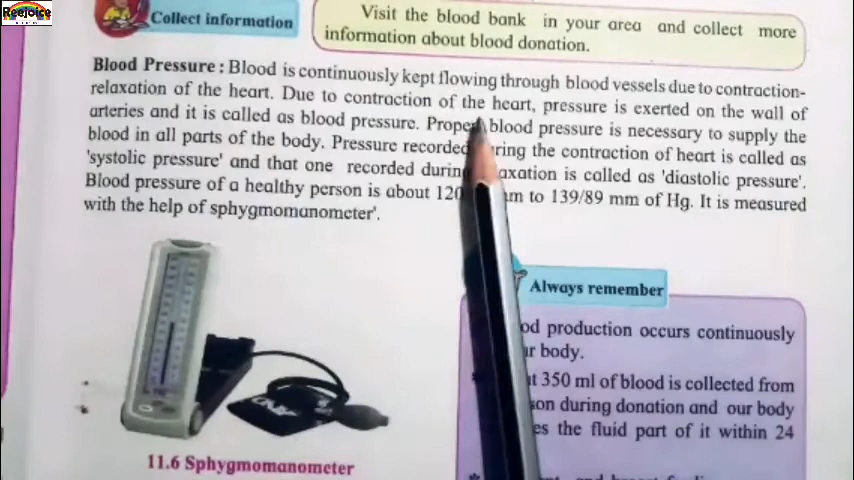 Reejoice
Collect information
Visit the blood bank in your area and collect more
information about blood donation.
Blood Pressure : Blood is continuously kept flowing through blood vessels due to contraction-
relaxation of the heart. Due to contraction of the heart, pressure is exerted on the wall of
arteries and it is called as blood pressure. Proper blood pressure is necessary to supply the
blood in all parts of the body. Pressure recorded during the contraction of heart is called as
'systolic pressure' and that one recorded during relaxation is called as 'diastolic pressure'.
Blood pressure of a healthy person is about 120 mm to 139/89 mm of Hg. It is measured
with the help of sphygmomanometer'.
Always remember
production occurs continuously
body.
350 ml of blood is collected from
during donation and our body
the fluid part of it within 24
11.6 Sphygmomanometer